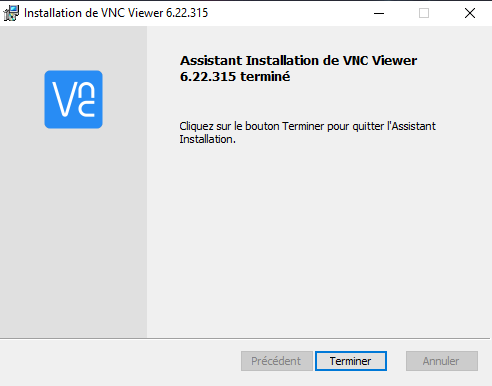 Installation de VNC Viewer 6.22.315
Assistant Installation de VNC Viewer
6.22.315 terminé
Vnc
Cliquez sur le bouton Terminer pour quitter l'Assistant
Installation.
Précédent
Terminer
Annuler